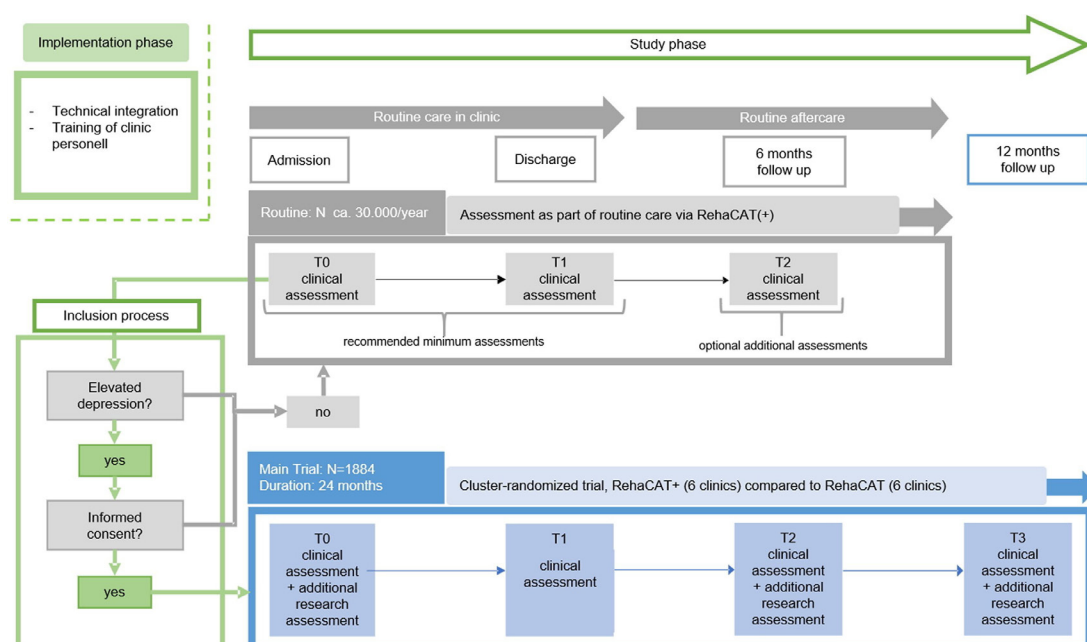 Implementation phase
- Technical integration
- Training of clinic
personell
Study phase
Routine care in clinic
Routine aftercare
Admission
Discharge
6 months
follow up
12 months
follow up
Routine: N ca. 30.000/year
Assessment as part of routine care via RehaCAT(+)
T0
clinical
assessment
T1
clinical
assessment
T2
clinical
assessment
recommended minimum assessments
optional additional assessments
Inclusion process
Elevated
depression?
no
yes
Informed
consent?
yes
Main Trial: N=1884
Duration: 24 months
Cluster-randomized trial, RehaCAT+ (6 clinics) compared to RehaCAT (6 clinics)
T0
clinical
assessment
+ additional
research
assessment
T1
clinical
assessment
T2
clinical
assessment
+ additional
research
assessment
T3
clinical
assessment
+ additional
research
assessment